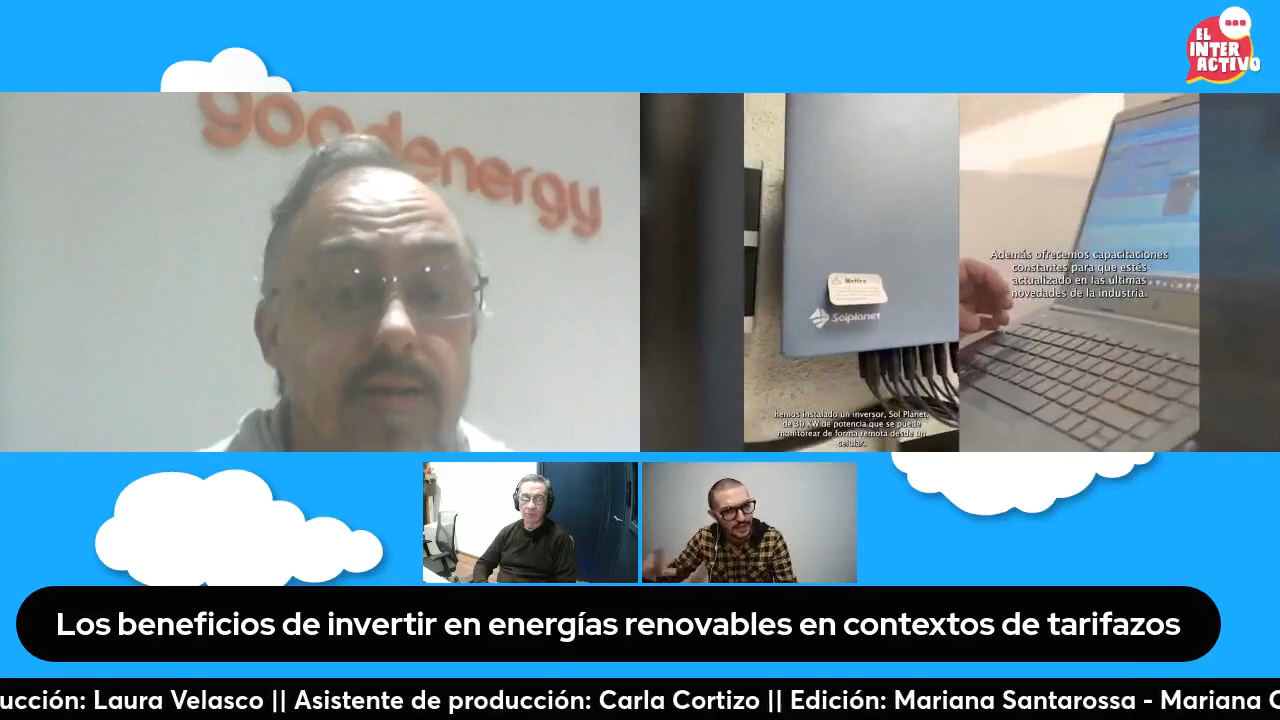 EL
INTER
ACTIVO
goodenergy
Notice
Solplanet
Además ofrecemos capacitaciones
constantes para que estés
actualizado en las últimas
novedades de la industria.
hemos instalado un inversor, Sol Planet,
de 30 KW de potencia que se puede
monitorear de forma remota desde un
celular.
Los beneficios de invertir en energías renovables en contextos de tarifazos
ucción: Laura Velasco || Asistente de producción: Carla Cortizo || Edición: Mariana Santarossa - Mariana